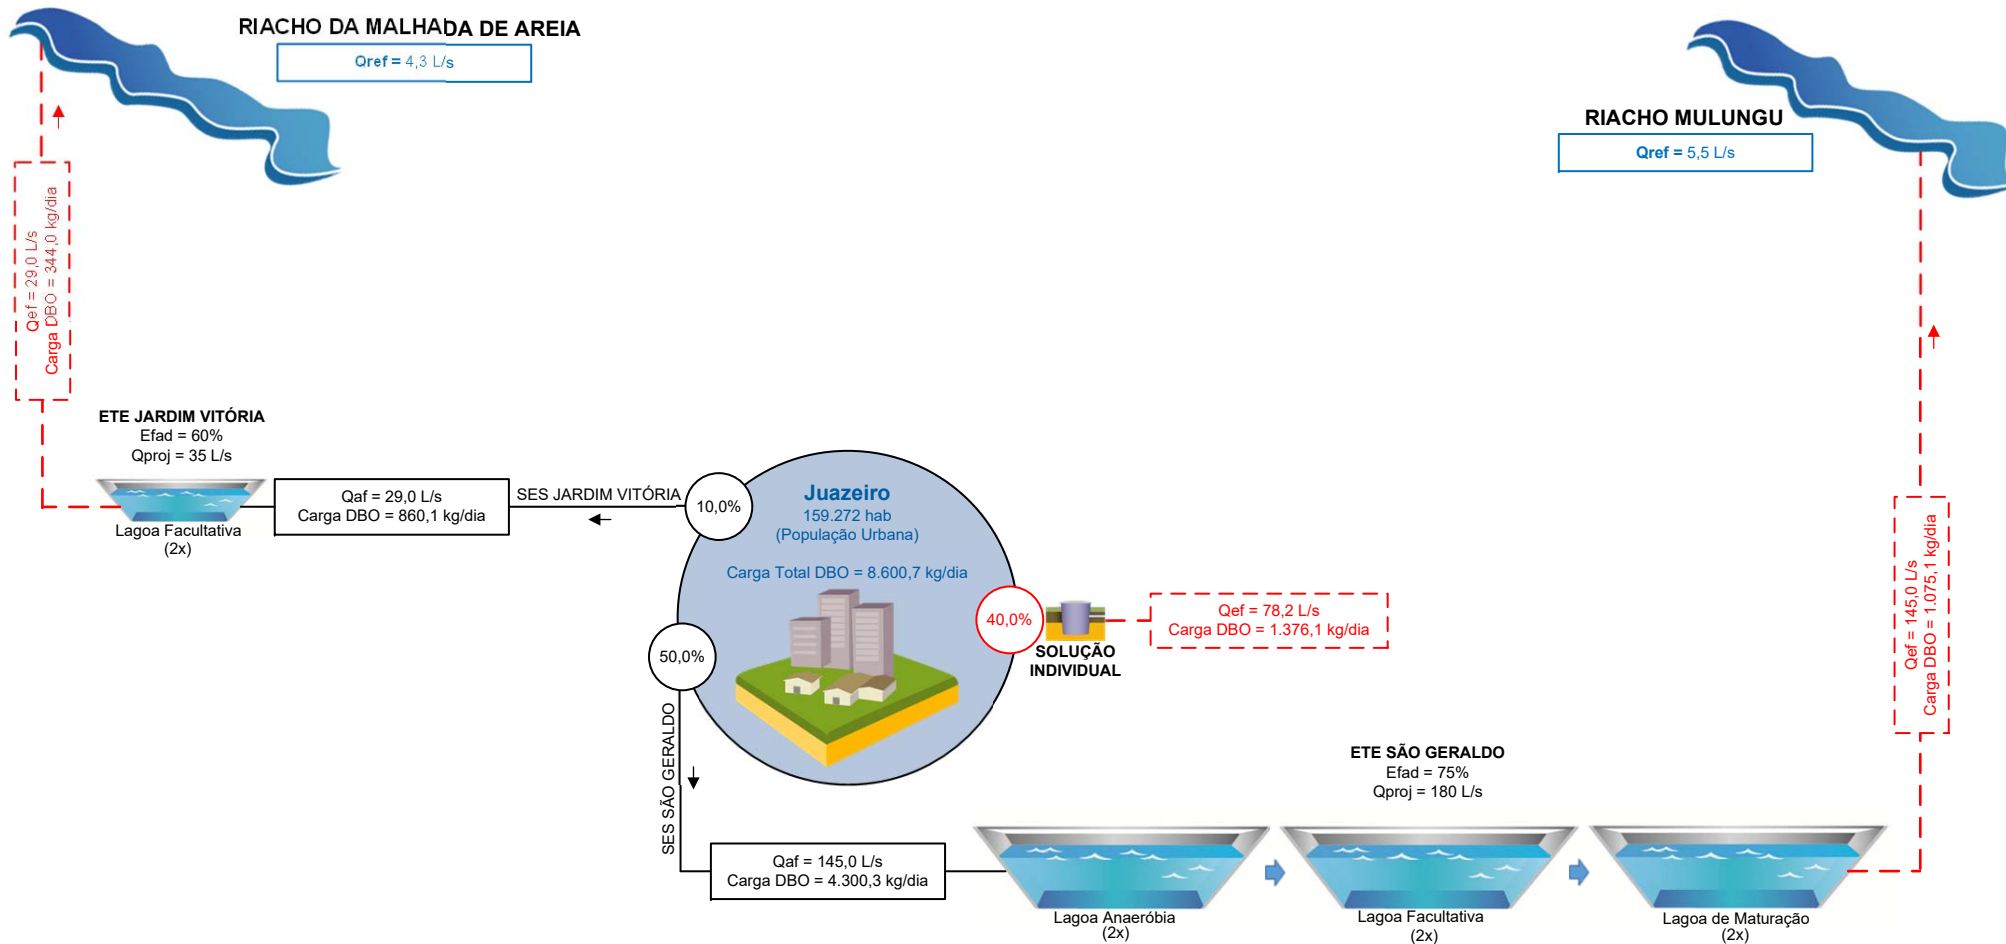 RIACHO DA MALHADA DE AREIA
Qref = 4,3 L/s
RIACHO MULUNGU
Qref = 5,5 L/s
Qef = 29,0 L/s
Carga DBO = 344,0 kg/dia
ETE JARDIM VITÓRIA
Efad = 60%
Qproj = 35 L/s
Lagoa Facultativa
(2x)
Qaf = 29,0 L/s
Carga DBO = 860,1 kg/dia
SES JARDIM VITÓRIA
10,0%
Juazeiro
159.272 hab
(População Urbana)
Carga Total DBO = 8.600,7 kg/dia
40,0%
SOLUÇÃO
INDIVIDUAL
Qef = 78,2 L/s
Carga DBO = 1.376,1 kg/dia
50,0%
SES SÃO GERALDO
Qaf = 145,0 L/s
Carga DBO = 4.300,3 kg/dia
ETE SÃO GERALDO
Efad = 75%
Qproj = 180 L/s
Lagoa Anaeróbia
(2x)
Lagoa Facultativa
(2x)
Lagoa de Maturação
(2x)
Qef = 145,0 L/s
Carga DBO = 1.075,1 kg/dia